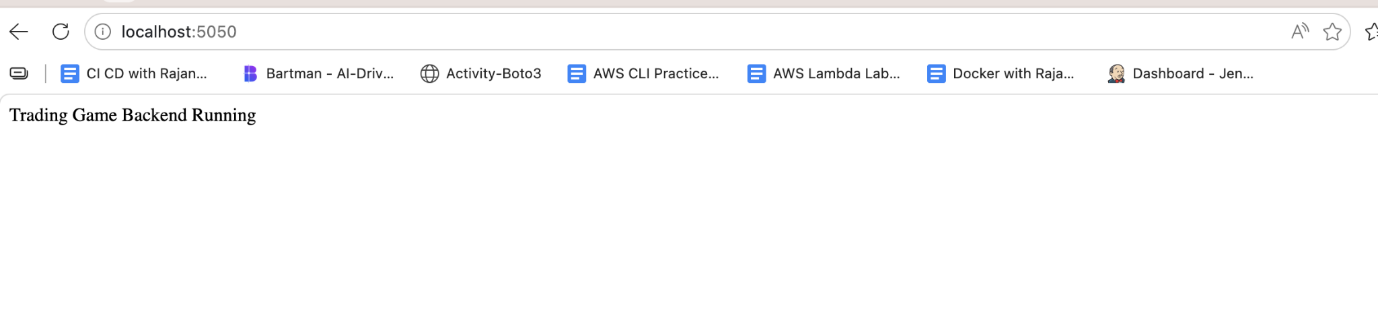 localhost:5050
CI CD with Rajan... Bartman - AI-Driv... Activity-Boto3 AWS CLI Practice... AWS Lambda Lab... Docker with Raja... Dashboard - Jen...
Trading Game Backend Running